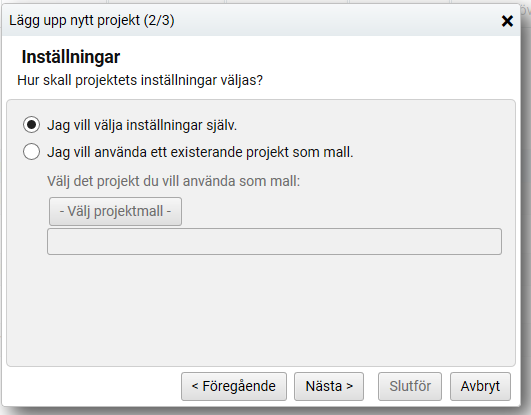 Lägg upp nytt projekt (2/3)
Inställningar
Hur skall projektets inställningar väljas?
Jag vill välja inställningar själv.
Jag vill använda ett existerande projekt som mall.
Välj det projekt du vill använda som mall:
- Välj projektmall -
< Föregående Nästa > Slutför Avbryt